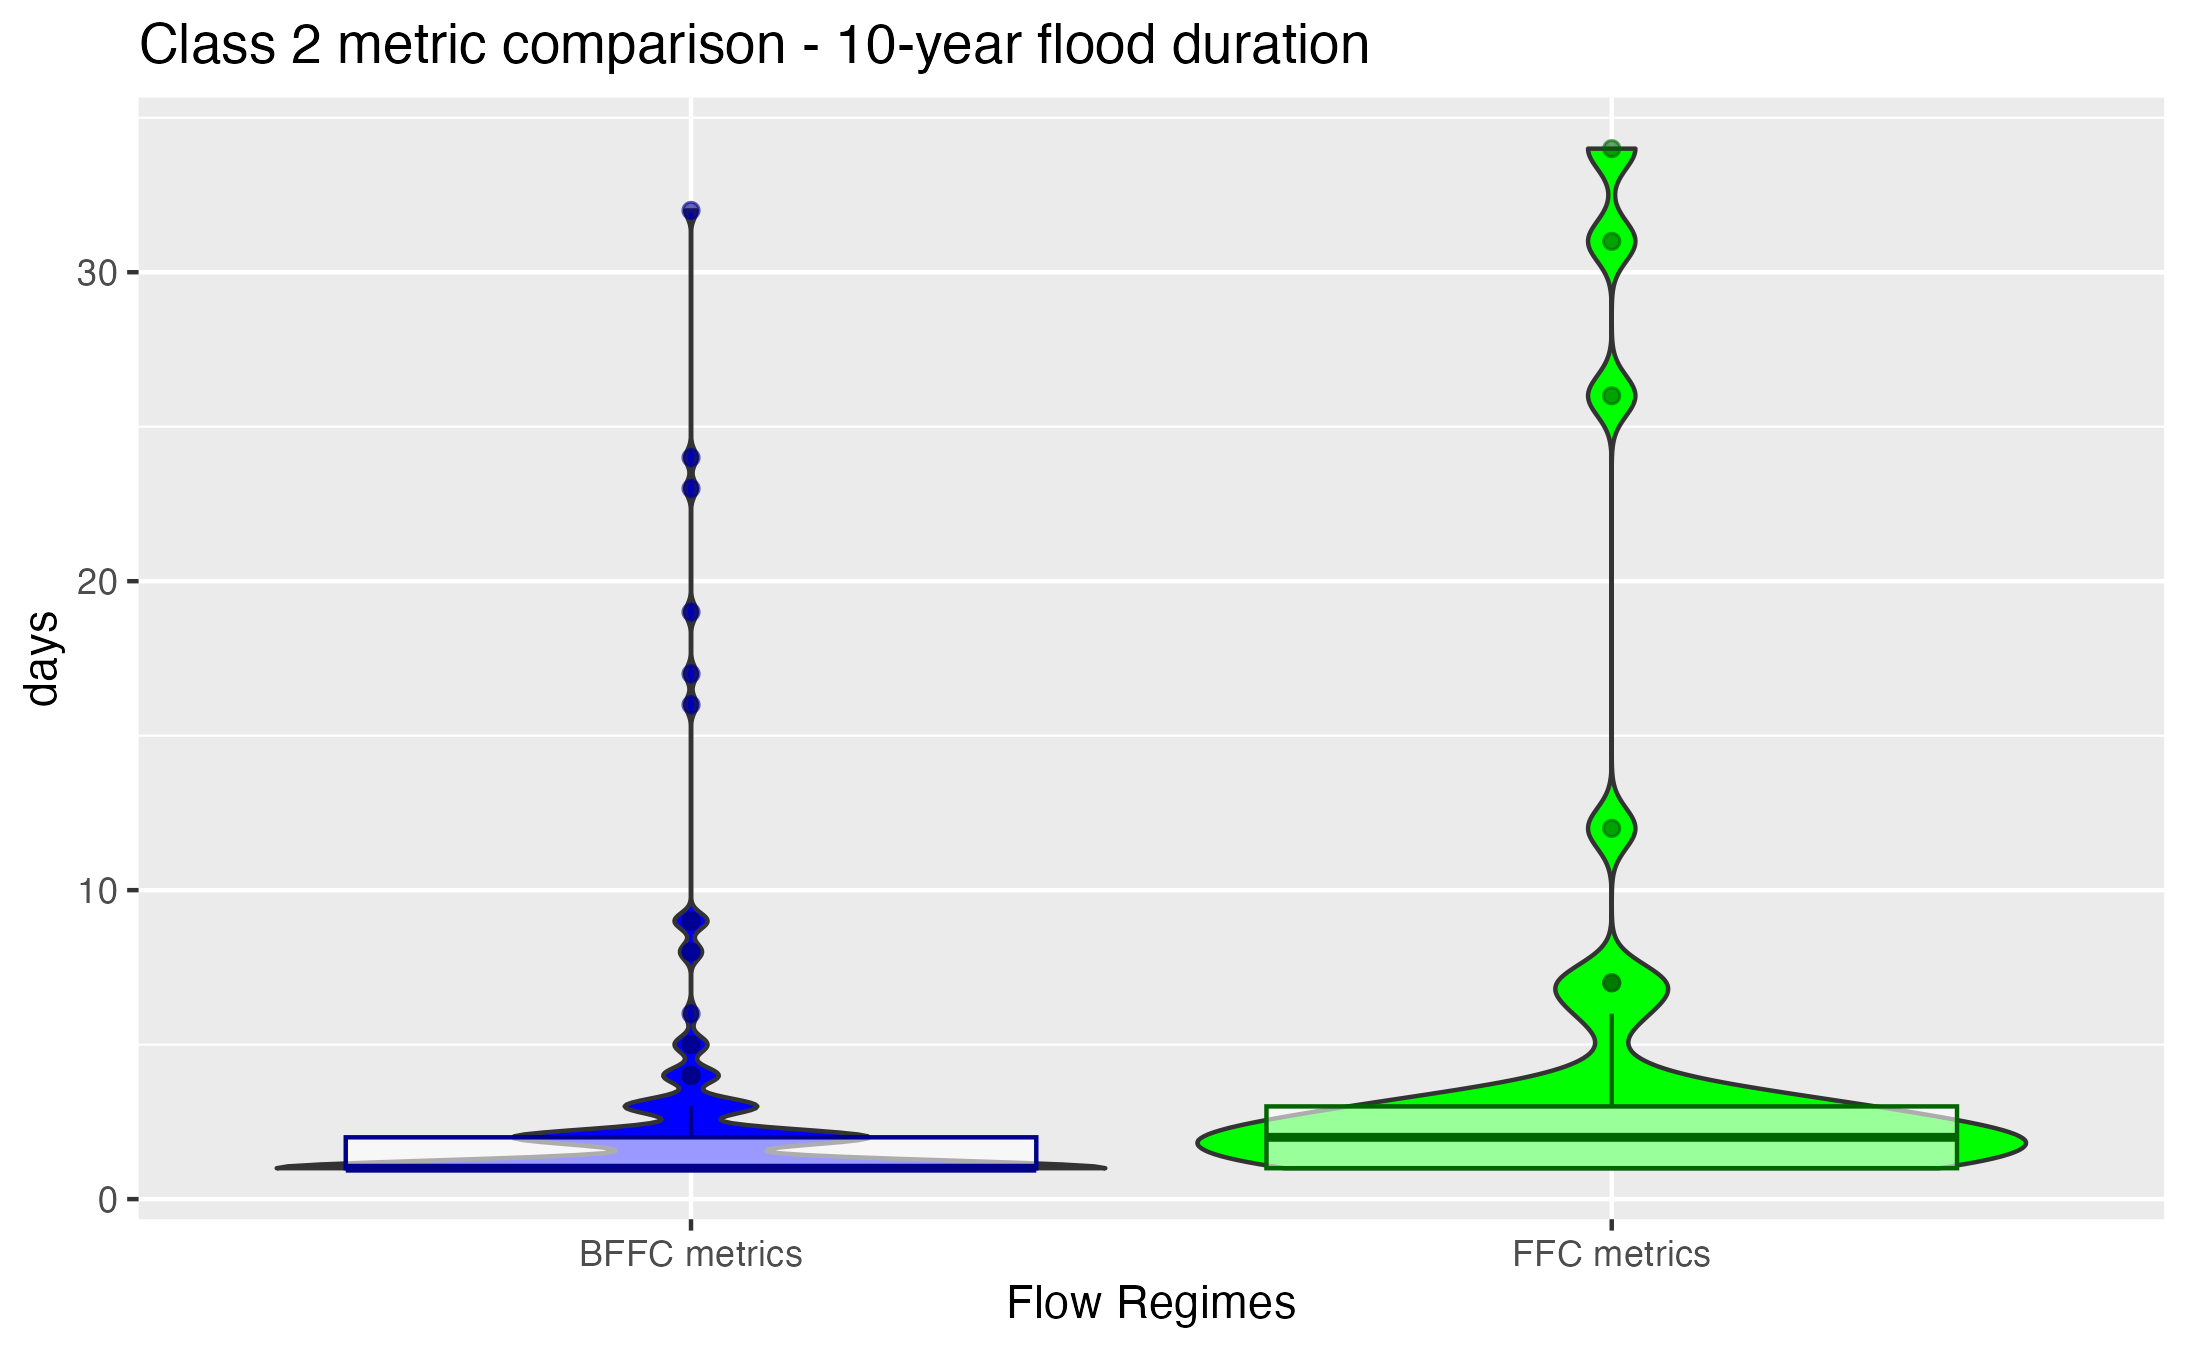 Class 2 metric comparison - 10-year flood duration
days
30
20
10
0
BFFC metrics FFC metrics
Flow Regimes